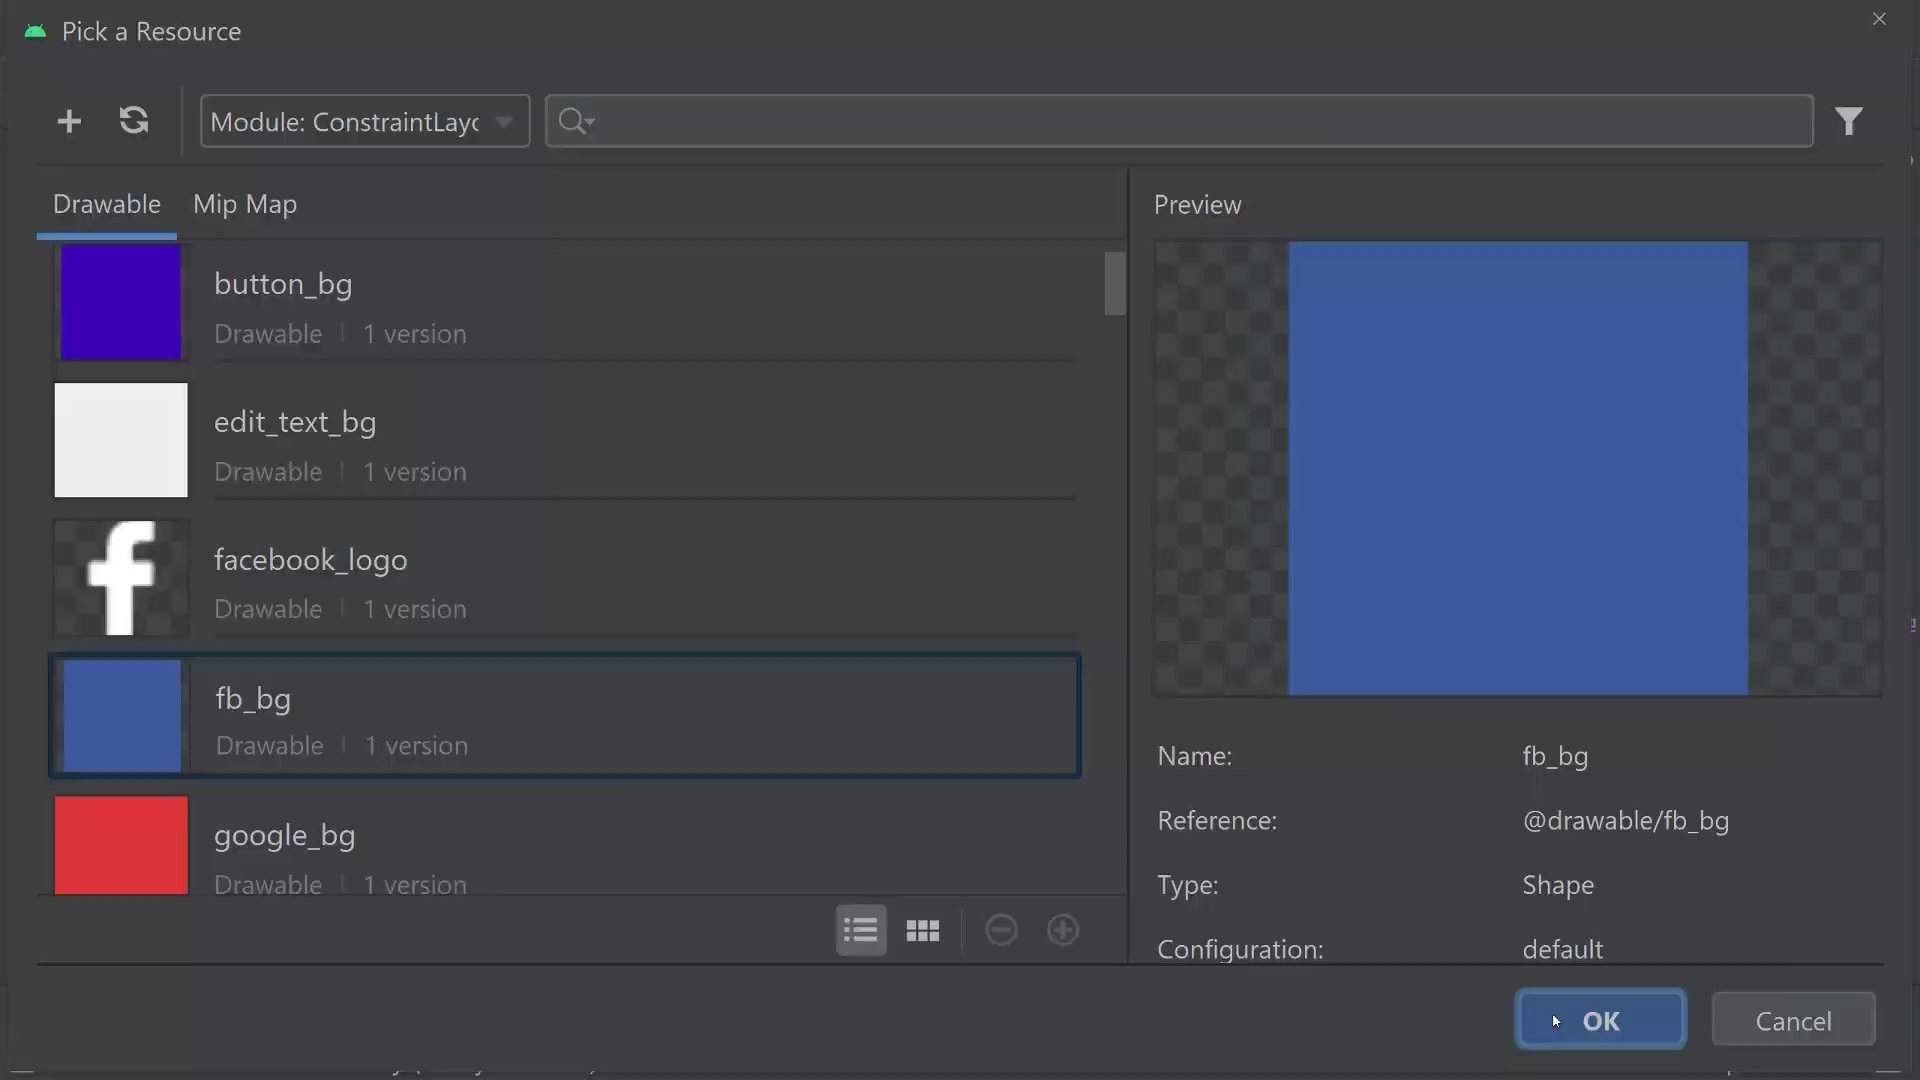 Pick a Resource
Module: ConstraintLayc
Drawable
Mip Map
button_bg
Drawable | 1 version
edit_text_bg
Drawable | 1 version
facebook_logo
Drawable | 1 version
fb_bg
Drawable | 1 version
google_bg
Drawable | 1 version
Preview
Name: fb_bg
Reference: @drawable/fb_bg
Type: Shape
Configuration: default
OK
Cancel